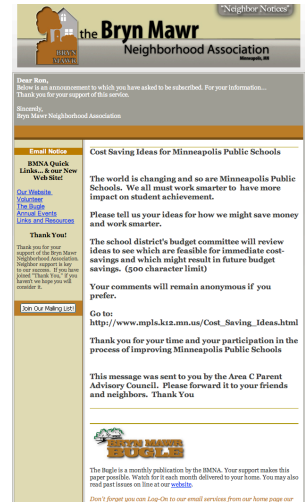 "Neighbor Notices"
the Bryn Mawr
Neighborhood Association
Minneapolis, MN
BRYN
MAWR
Dear Ron,
Below is an announcement to which you have asked to be subscribed. For your information...
Thank you for your support of this service.
Sincerely,
Bryn Mawr Neighborhood Association
Email Notice
BMNA Quick
Links... & our New
Web Site!
Our Website
Volunteer
The Bugle
Annual Events
Links and Resources
Thank You!
Thank you for your
support of the Bryn Mawr
Neighborhood Association.
Neighbor support is key
to our success. If you have
joined "Thank You," if you
haven't we hope you will
consider it.
Join Our Mailing List!
Cost Saving Ideas for Minneapolis Public Schools
The world is changing and so are Minneapolis Public
Schools. We all must work smarter to have more
impact on student achievement.
Please tell us your ideas for how we might save money
and work smarter.
The school district's budget committee will review
ideas to see which are feasible for immediate cost-
savings and which might result in future budget
savings. (500 character limit)
Your comments will remain anonymous if you
prefer.
Go to:
http://www.mpls.k12.mn.us/Cost_Saving_Ideas.html
Thank you for your time and your participation in the
process of improving Minneapolis Public Schools
This message was sent to you by the Area C Parent
Advisory Council. Please forward it to your friends
and neighbors. Thank You
BRYN MAWR
BUGLE
The Bugle is a monthly publication by the BMNA. Your support makes this
paper possible. Watch for it each month delivered to your home. You may also
read past issues on line at our website.
Don't forget you can Log-On to our email services from our home page our